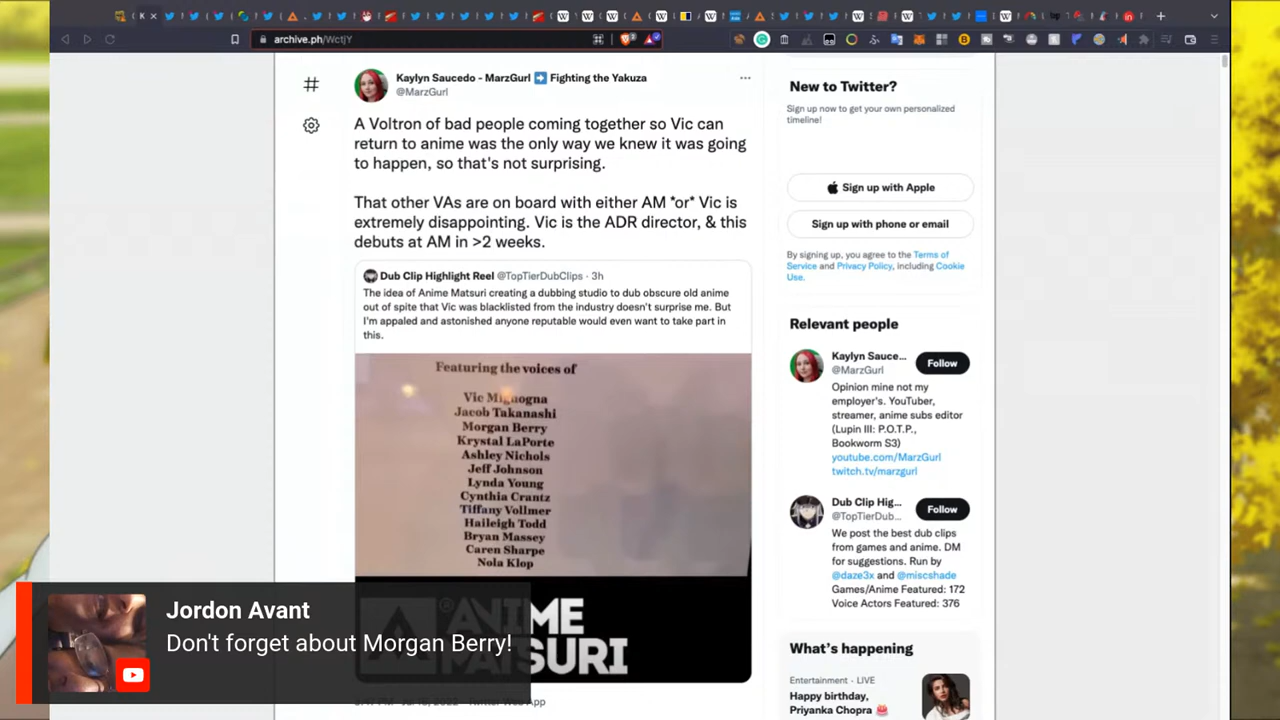 archive.ph/WctjY
Kaylyn Saucedo - MarzGurl ➡️ Fighting the Yakuza
@MarzGurl
A Voltron of bad people coming together so Vic can
return to anime was the only way we knew it was going
to happen, so that's not surprising.
That other VAs are on board with either AM *or* Vic is
extremely disappointing. Vic is the ADR director, & this
debuts at AM in >2 weeks.
Dub Clip Highlight Reel @TopTierDubClips · 3h
The idea of Anime Matsuri creating a dubbing studio to dub obscure old anime
out of spite that Vic was blacklisted from the industry doesn't surprise me. But
I'm appaled and astonished anyone reputable would even want to take part in
this.
Featuring the voices of
Vic Mignogna
Jacob Takanashi
Morgan Berry
Krystal LaPorte
Ashley Nichols
Jeff Johnson
Lynda Young
Cynthia Crantz
Tiffany Vollmer
Haileigh Todd
Bryan Massey
Caren Sharpe
Nola Klop
ANIME
MATSURI
Jordon Avant
Don't forget about Morgan Berry!
Twitter Web App
New to Twitter?
Sign up now to get your own personalized
timeline!
Sign up with Apple
Sign up with phone or email
By signing up, you agree to the Terms of
Service and Privacy Policy, including Cookie
Use.
Relevant people
Kaylyn Sauce...
@MarzGurl
Follow
Opinion mine not my
employer's. YouTuber,
streamer, anime subs editor
(Lupin III: P.O.T.P.,
Bookworm S3)
youtube.com/MarzGurl
twitch.tv/marzgurl
Dub Clip Hig...
@TopTierDub...
Follow
We post the best dub clips
from games and anime. DM
for suggestions. Run by
@daze3x and @miscshade
Games/Anime Featured: 172
Voice Actors Featured: 376
What's happening
Entertainment · LIVE
Happy birthday,
Priyanka Chopra 🎂